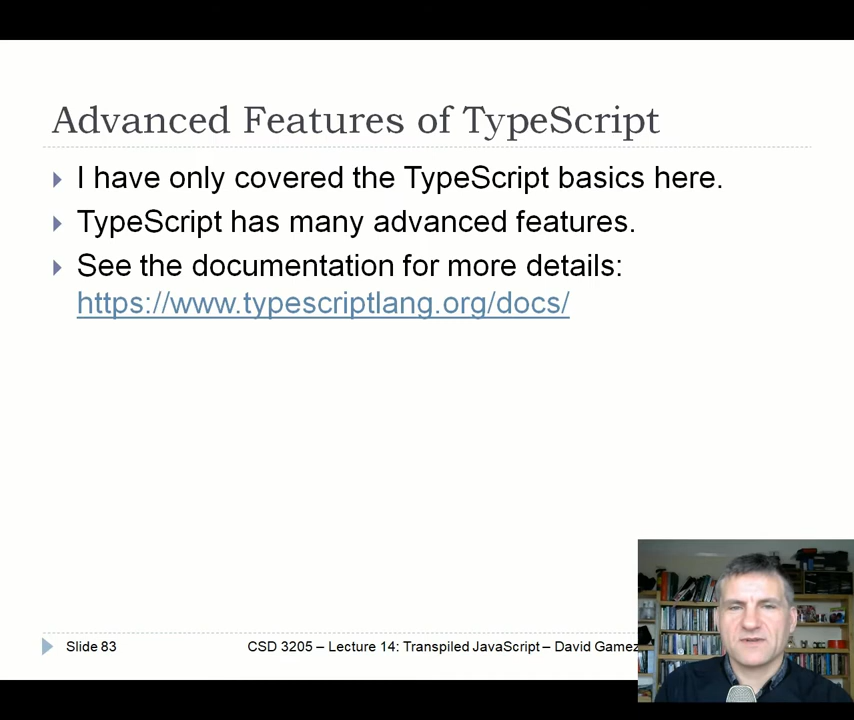 Advanced Features of TypeScript
I have only covered the TypeScript basics here.
TypeScript has many advanced features.
See the documentation for more details:
https://www.typescriptlang.org/docs/
Slide 83
CSD 3205 – Lecture 14: Transpiled JavaScript – David Gamez